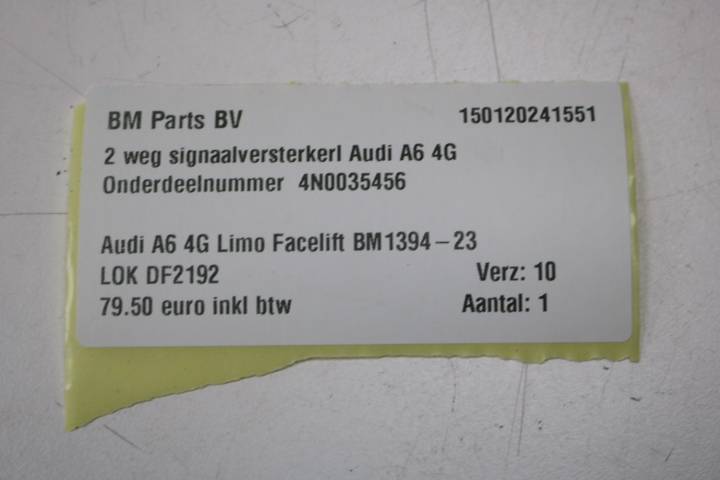 BM Parts BV 150120241551
2 weg signaalversterkerl Audi A6 4G
Onderdeelnummer 4N0035456
Audi A6 4G Limo Facelift BM1394-23
LOK DF2192 Verz: 10
79.50 euro inkl btw Aantal: 1